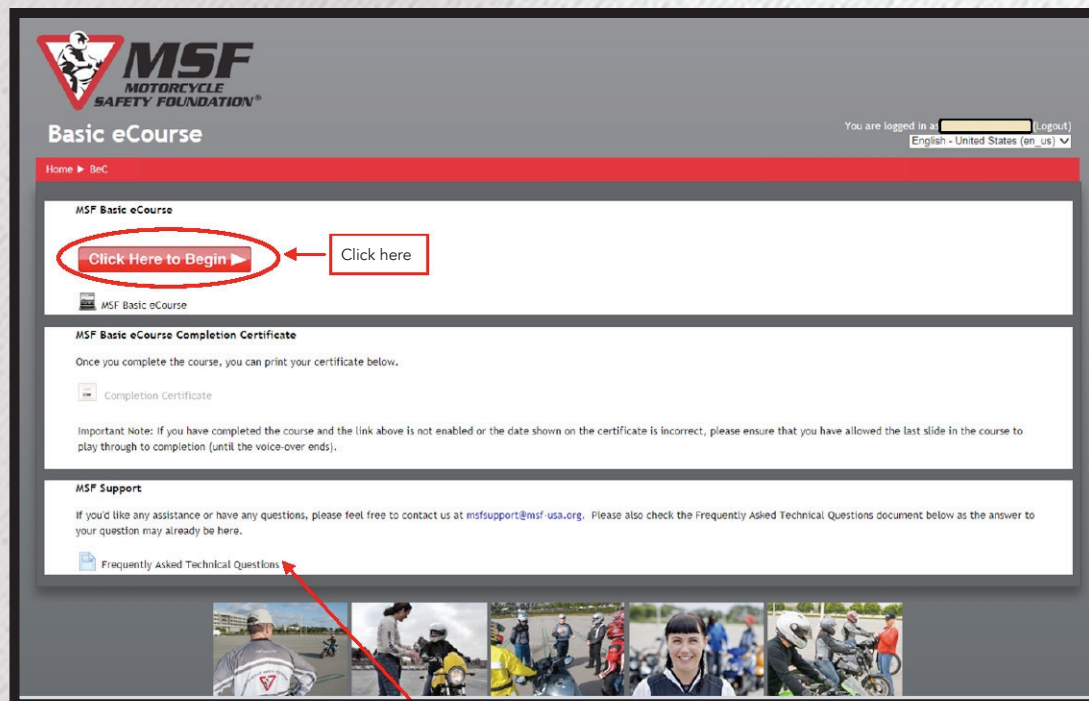 MSF
MOTORCYCLE
SAFETY FOUNDATION®
Basic eCourse
You are logged in as (Logout)
English - United States (en_us)
Home ► BeC
MSF Basic eCourse
Click Here to Begin ►
Click here
MSF Basic eCourse
MSF Basic eCourse Completion Certificate
Once you complete the course, you can print your certificate below.
Completion Certificate
Important Note: If you have completed the course and the link above is not enabled or the date shown on the certificate is incorrect, please ensure that you have allowed the last slide in the course to
play through to completion (until the voice-over ends).
MSF Support
If you'd like any assistance or have any questions, please feel free to contact us at msfsupport@msf-usa.org. Please also check the Frequently Asked Technical Questions document below as the answer to
your question may already be here.
Frequently Asked Technical Questions